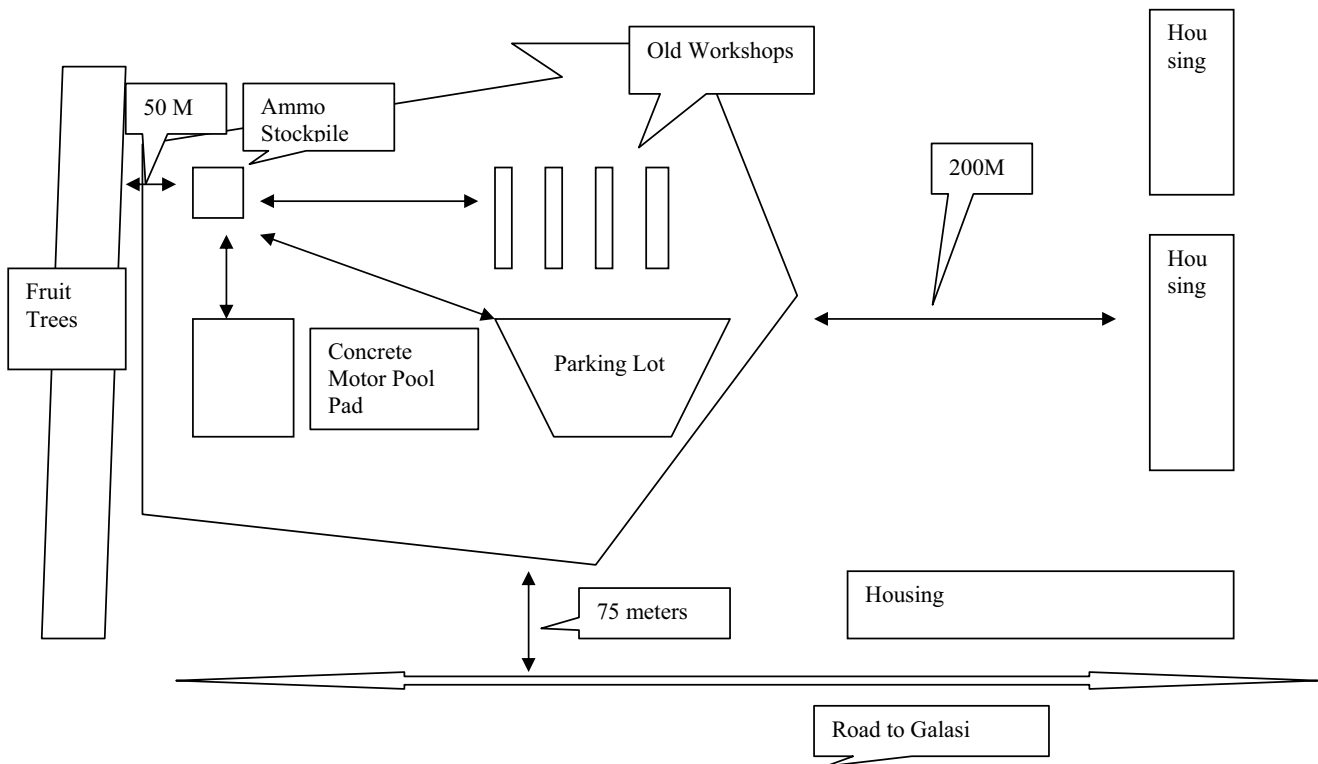 Old Workshops
Hou
sing
50 M
Ammo
Stockpile
200M
Hou
sing
Fruit
Trees
Concrete
Motor Pool
Pad
Parking Lot
75 meters
Housing
Road to Galasi